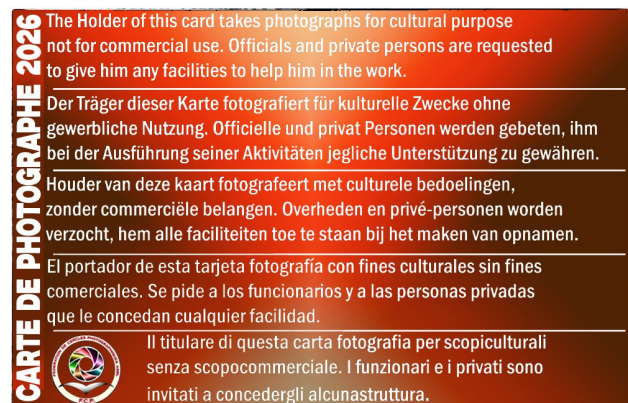 CARTE DE PHOTOGRAPHE 2026
The Holder of this card takes photographs for cultural purpose
not for commercial use. Officials and private persons are requested
to give him any facilities to help him in the work.
Der Träger dieser Karte fotografiert für kulturelle Zwecke ohne
gewerbliche Nutzung. Officielle und privat Personen werden gebeten, ihm
bei der Ausführung seiner Aktivitäten jegliche Unterstützung zu gewähren.
Houder van deze kaart fotografeert met culturele bedoelingen,
zonder commerciële belangen. Overheden en privé-personen worden
verzocht, hem alle faciliteiten toe te staan bij het maken van opnamen.
El portador de esta tarjeta fotografía con fines culturales sin fines
comerciales. Se pide a los funcionarios y a las personas privadas
que le concedan cualquier facilidad.
Il titulare di questa carta fotografia per scopiculturali
senza scopocommerciale. I funzionari e i privati sono
invitati a concedergli alcunastruttura.